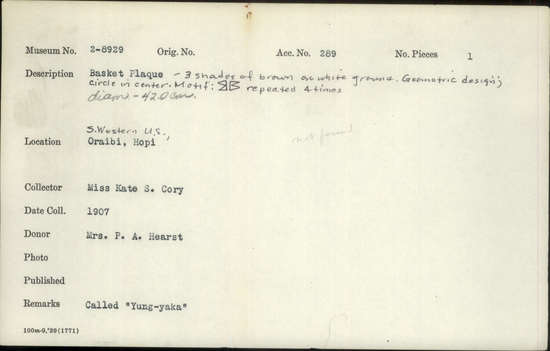 Museum No. 2-8929 Orig. No. Acc. No. 289 No. Pieces 1
Description Basket Plaque - 3 shades of brown on white ground. Geometric design;
circle in center. Motif: repeated 4 times
diam - 42.0 cm.
S. Western U.S.,
Location Oraibi, Hopi not found
Collector Miss Kate S. Cory
Date Coll. 1907
Donor Mrs. P. A. Hearst
Photo
Published
Remarks Called "Yung-yaka"
100m-9,'39(1771)